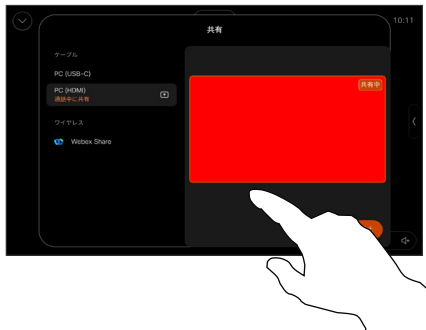 10:11
共有
ケーブル
PC (USB-C)
PC (HDMI)
通話中に共有
共有中
ワイヤレス
Webex Share